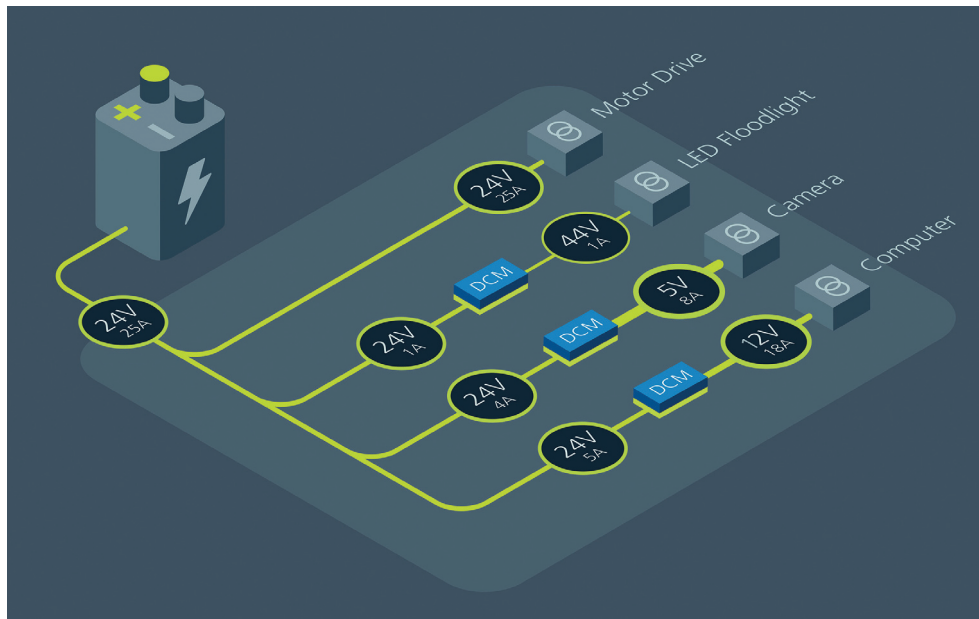 +
−
Motor Drive
24V
25A
LED Floodlight
44V
1A
DCM
24V
1A
Camera
5V
8A
DCM
24V
4A
Computer
12V
18A
DCM
24V
5A
24V
25A